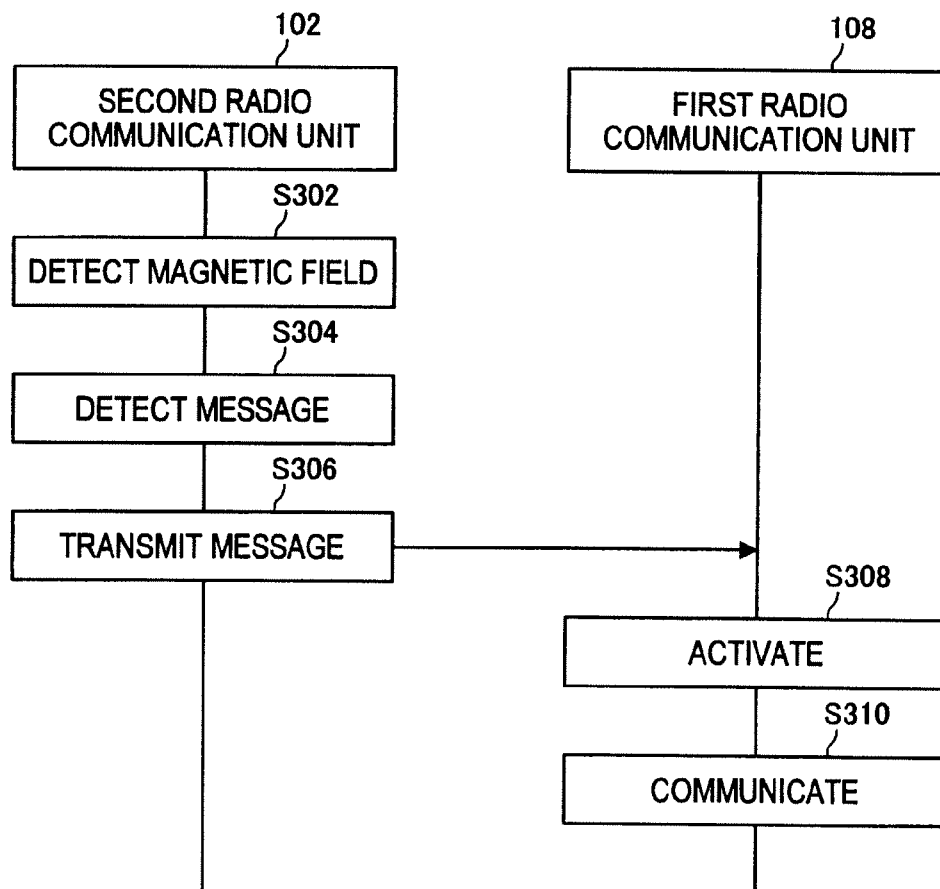 102
SECOND RADIO
COMMUNICATION UNIT
108
FIRST RADIO
COMMUNICATION UNIT
S302
DETECT MAGNETIC FIELD
S304
DETECT MESSAGE
S306
TRANSMIT MESSAGE
S308
ACTIVATE
S310
COMMUNICATE